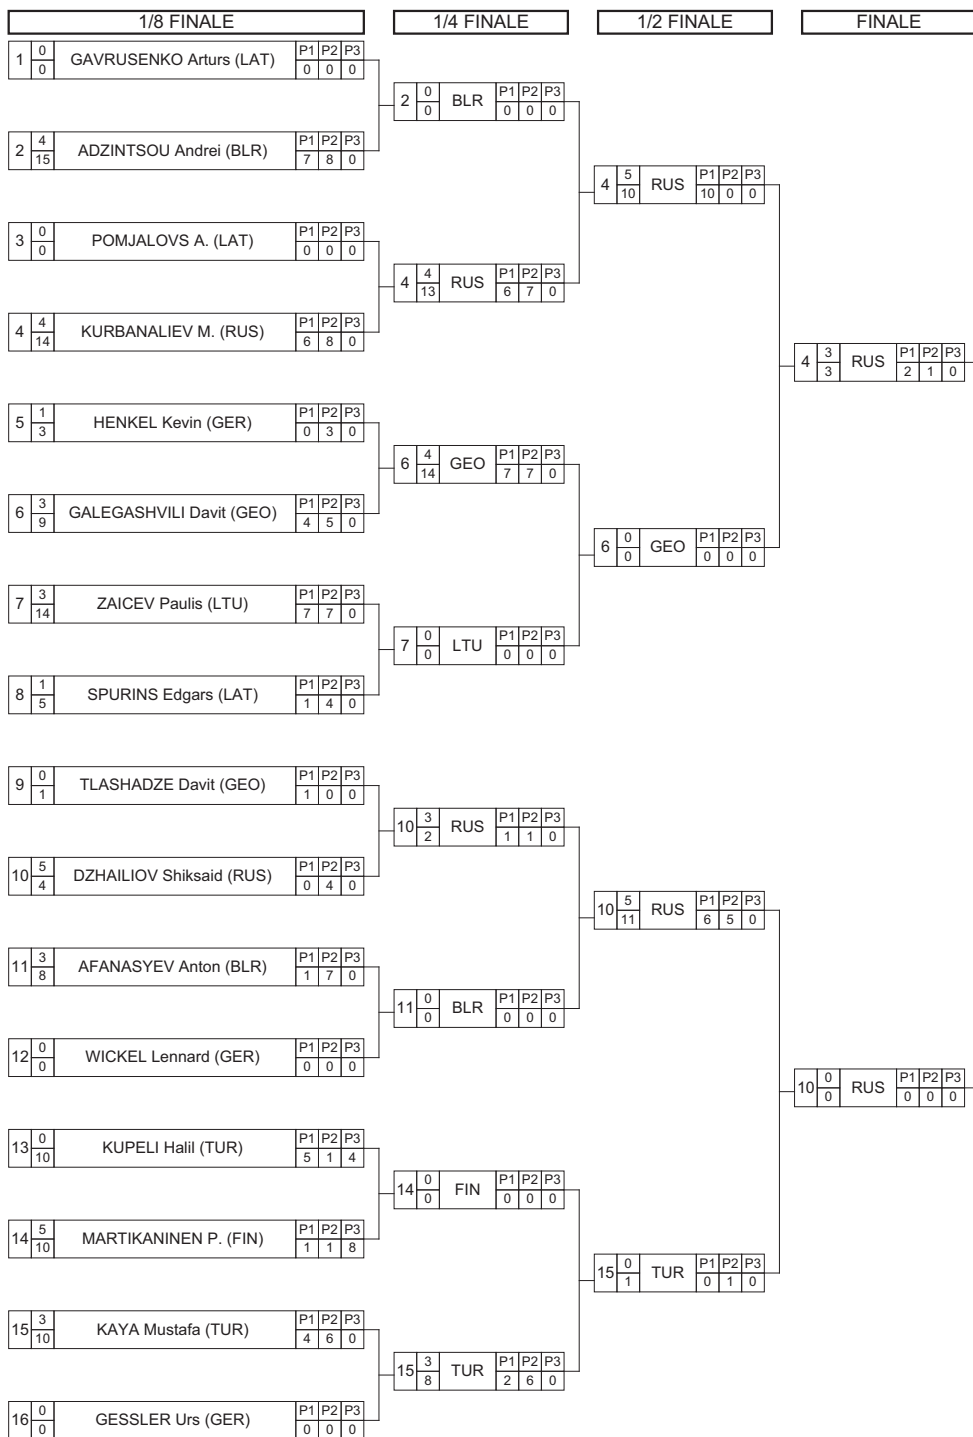 1/8 FINALE 1/4 FINALE 1/2 FINALE FINALE
1 0 0 GAVRUSENKO Arturs (LAT) P1 P2 P3 0 0 0
2 0 0 BLR P1 P2 P3 0 0 0
2 4 15 ADZINTSOU Andrei (BLR) P1 P2 P3 7 8 0
4 5 10 RUS P1 P2 P3 10 0 0
3 0 0 POMJALOVS A. (LAT) P1 P2 P3 0 0 0
4 4 13 RUS P1 P2 P3 6 7 0
4 4 14 KURBANALIEV M. (RUS) P1 P2 P3 6 8 0
4 3 3 RUS P1 P2 P3 2 1 0
5 1 3 HENKEL Kevin (GER) P1 P2 P3 0 3 0
6 4 14 GEO P1 P2 P3 7 7 0
6 3 9 GALEGASHVILI Davit (GEO) P1 P2 P3 4 5 0
6 0 0 GEO P1 P2 P3 0 0 0
7 3 14 ZAICEV Paulis (LTU) P1 P2 P3 7 7 0
7 0 0 LTU P1 P2 P3 0 0 0
8 1 5 SPURINS Edgars (LAT) P1 P2 P3 1 4 0
9 0 1 TLASHADZE Davit (GEO) P1 P2 P3 1 0 0
10 3 2 RUS P1 P2 P3 1 1 0
10 5 4 DZHAILIOV Shiksaid (RUS) P1 P2 P3 0 4 0
10 5 11 RUS P1 P2 P3 6 5 0
11 3 8 AFANASYEV Anton (BLR) P1 P2 P3 1 7 0
11 0 0 BLR P1 P2 P3 0 0 0
12 0 0 WICKEL Lennard (GER) P1 P2 P3 0 0 0
10 0 0 RUS P1 P2 P3 0 0 0
13 0 10 KUPELI Halil (TUR) P1 P2 P3 5 1 4
14 0 0 FIN P1 P2 P3 0 0 0
14 5 10 MARTIKANINEN P. (FIN) P1 P2 P3 1 1 8
15 0 1 TUR P1 P2 P3 0 1 0
15 3 10 KAYA Mustafa (TUR) P1 P2 P3 4 6 0
15 3 8 TUR P1 P2 P3 2 6 0
16 0 0 GESSLER Urs (GER) P1 P2 P3 0 0 0